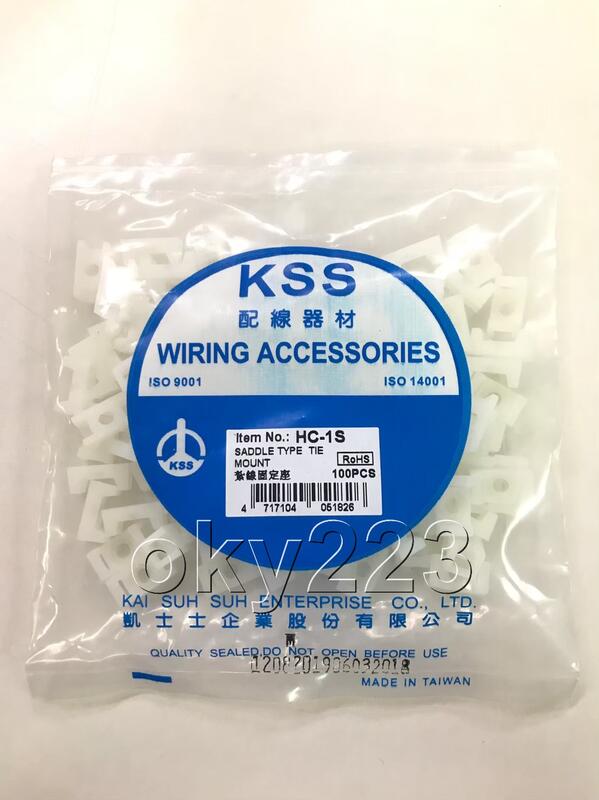 KSS
配線器材
WIRING ACCESSORIES
ISO 9001 ISO 14001
KSS
Item No.: HC-1S
SADDLE TYPE TIE
MOUNT RoHS
紮線固定座 100PCS
4 717104 051826
oky223
KAI SUH SUH ENTERPRISE CO., LTD.
凱士士企業股份有限公司
QUALITY SEALED,DO NOT OPEN BEFORE USE
MADE IN TAIWAN